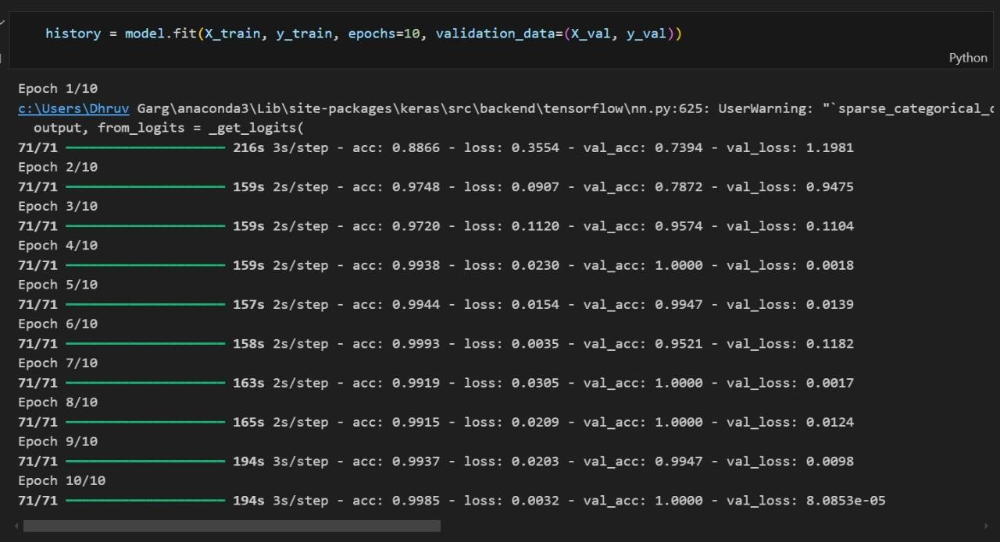 history = model.fit(X_train, y_train, epochs=10, validation_data=(X_val, y_val))
Python
Epoch 1/10
c:\Users\Dhruv Garg\anaconda3\Lib\site-packages\keras\src\backend\tensorflow\nn.py:625: UserWarning: "`sparse_categorical_c
output, from_logits = _get_logits(
71/71 216s 3s/step - acc: 0.8866 - loss: 0.3554 - val_acc: 0.7394 - val_loss: 1.1981
Epoch 2/10
71/71 159s 2s/step - acc: 0.9748 - loss: 0.0907 - val_acc: 0.7872 - val_loss: 0.9475
Epoch 3/10
71/71 159s 2s/step - acc: 0.9720 - loss: 0.1120 - val_acc: 0.9574 - val_loss: 0.1104
Epoch 4/10
71/71 159s 2s/step - acc: 0.9938 - loss: 0.0230 - val_acc: 1.0000 - val_loss: 0.0018
Epoch 5/10
71/71 157s 2s/step - acc: 0.9944 - loss: 0.0154 - val_acc: 0.9947 - val_loss: 0.0139
Epoch 6/10
71/71 158s 2s/step - acc: 0.9993 - loss: 0.0035 - val_acc: 0.9521 - val_loss: 0.1182
Epoch 7/10
71/71 163s 2s/step - acc: 0.9919 - loss: 0.0305 - val_acc: 1.0000 - val_loss: 0.0017
Epoch 8/10
71/71 165s 2s/step - acc: 0.9915 - loss: 0.0209 - val_acc: 1.0000 - val_loss: 0.0124
Epoch 9/10
71/71 194s 3s/step - acc: 0.9937 - loss: 0.0203 - val_acc: 0.9947 - val_loss: 0.0098
Epoch 10/10
71/71 194s 3s/step - acc: 0.9985 - loss: 0.0032 - val_acc: 1.0000 - val_loss: 8.0853e-05